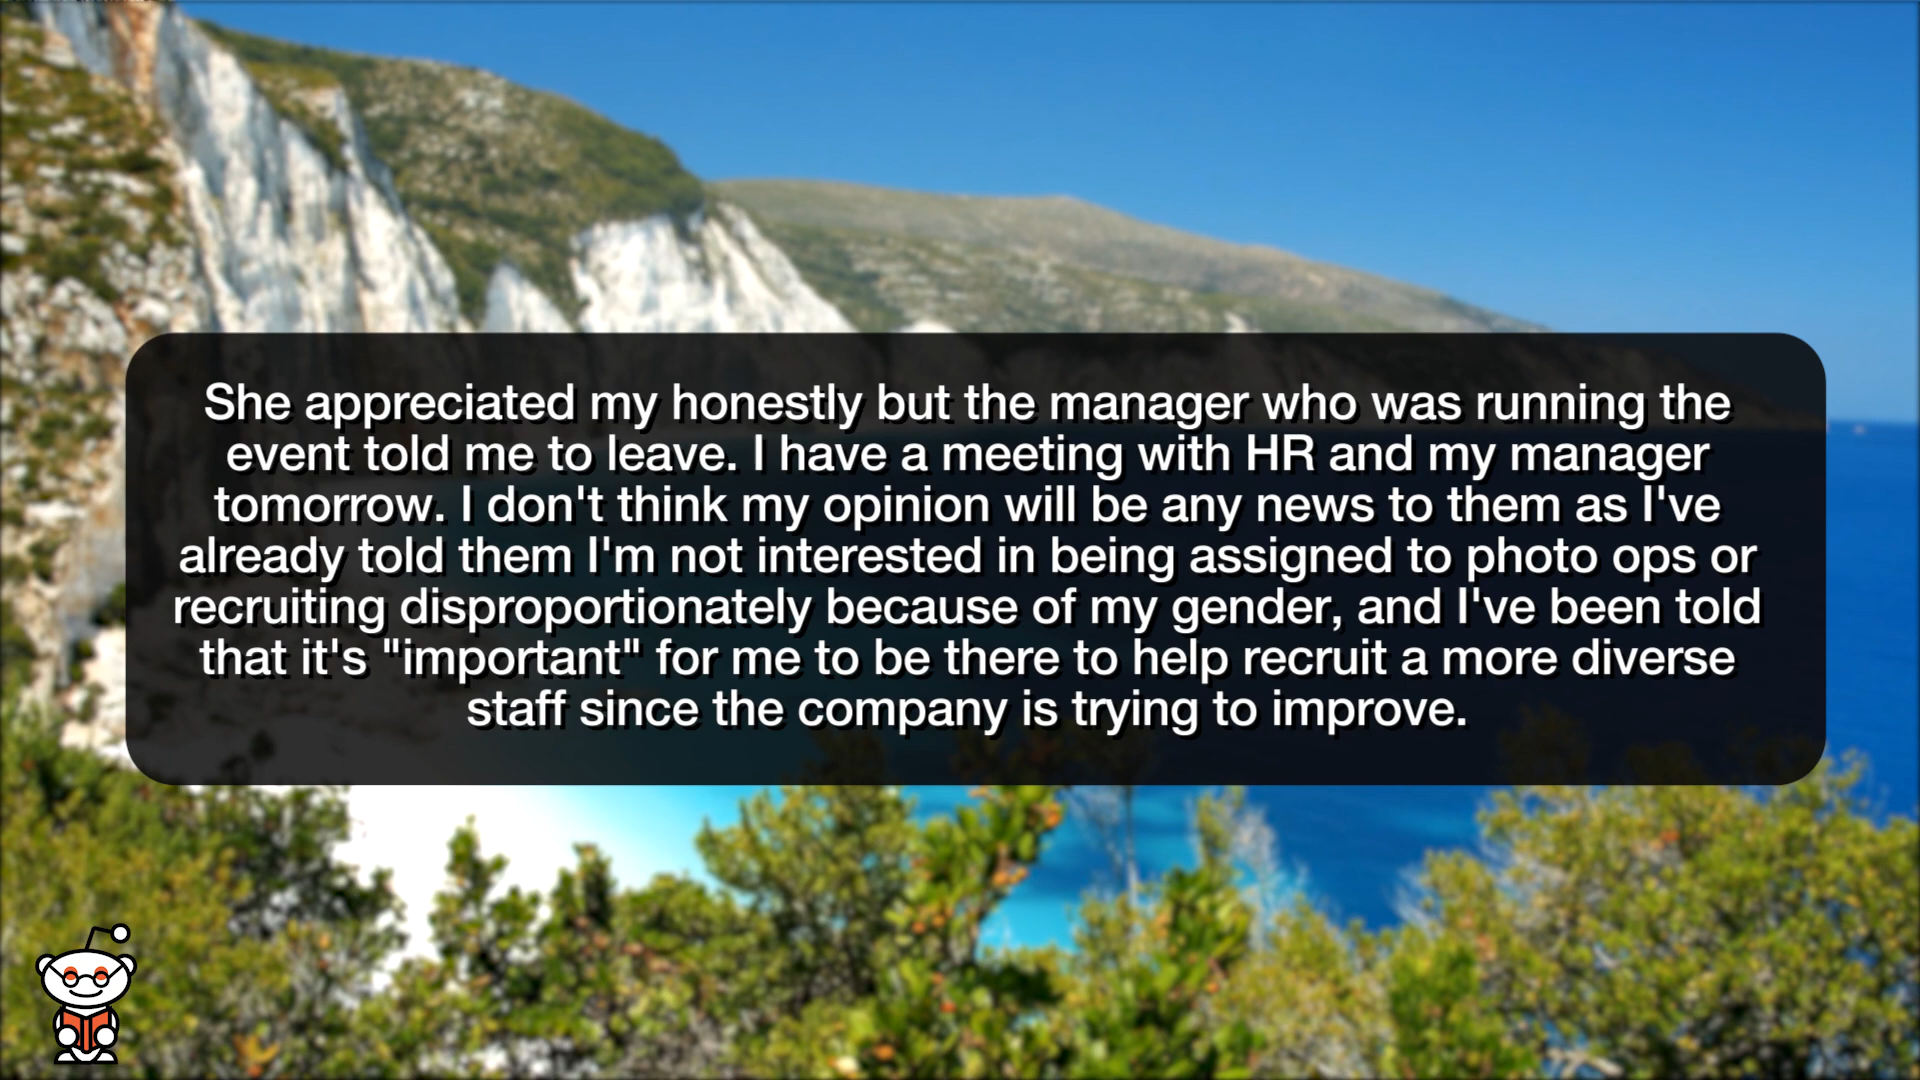 She appreciated my honestly but the manager who was running the
event told me to leave. I have a meeting with HR and my manager
tomorrow. I don't think my opinion will be any news to them as I've
already told them I'm not interested in being assigned to photo ops or
recruiting disproportionately because of my gender, and I've been told
that it's "important" for me to be there to help recruit a more diverse
staff since the company is trying to improve.